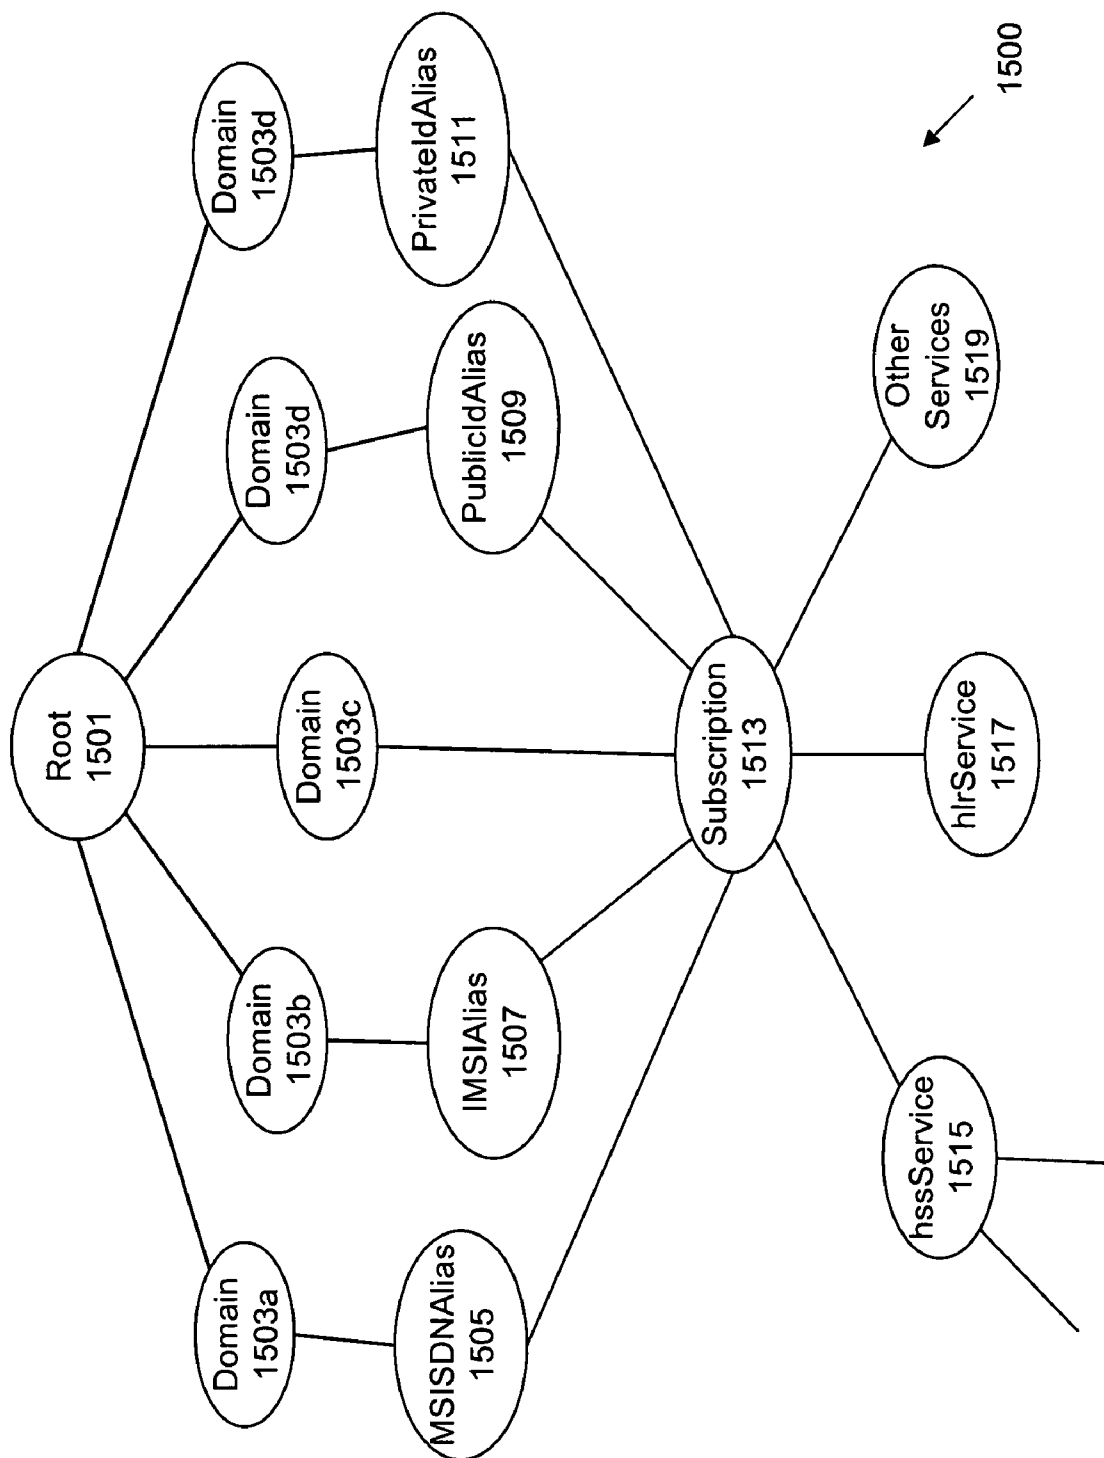 Root
1501
Domain
1503a
Domain
1503b
Domain
1503c
Domain
1503d
Domain
1503d
MSISDNAlias
1505
IMSIAlias
1507
PublicIdAlias
1509
PrivateIdAlias
1511
Subscription
1513
hssService
1515
hlrService
1517
Other
Services
1519
1500